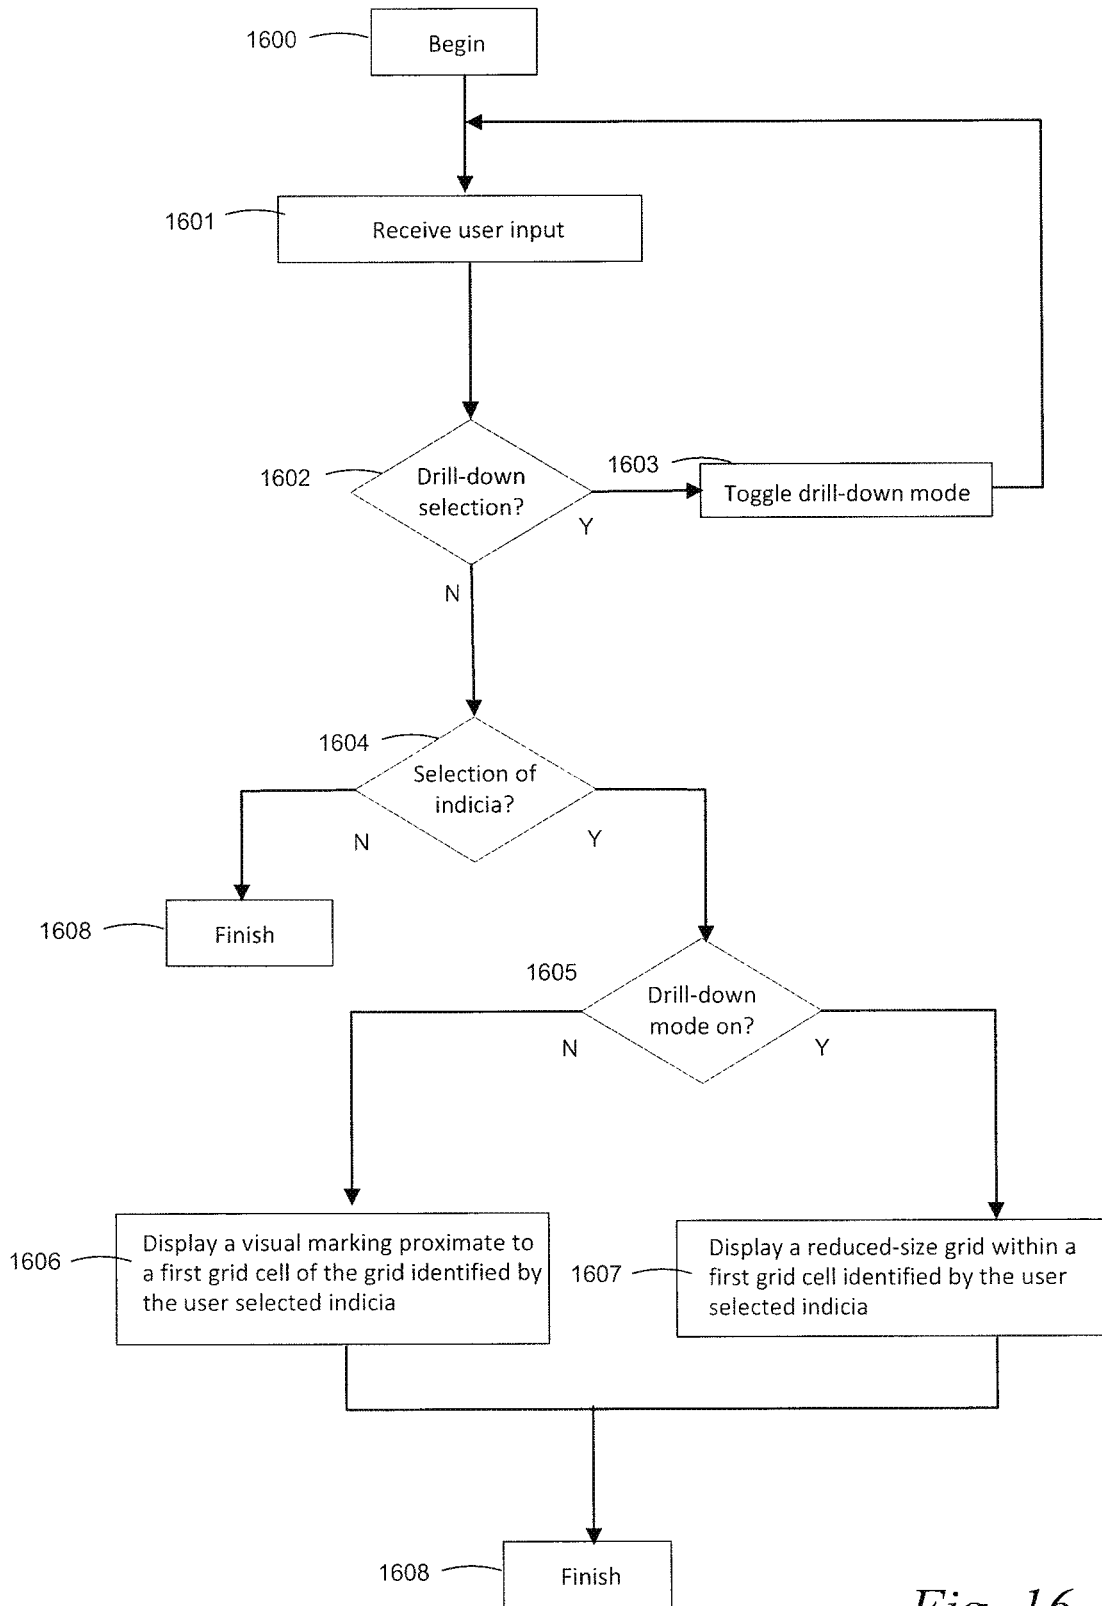 1600
Begin
1601
Receive user input
1602
Drill-down
selection?
Y
1603
Toggle drill-down mode
N
1604
Selection of
indicia?
N
Y
1608
Finish
1605
Drill-down
mode on?
N
Y
1606
Display a visual marking proximate to
a first grid cell of the grid identified by
the user selected indicia
1607
Display a reduced-size grid within a
first grid cell identified by the user
selected indicia
1608
Finish
Fig. 16